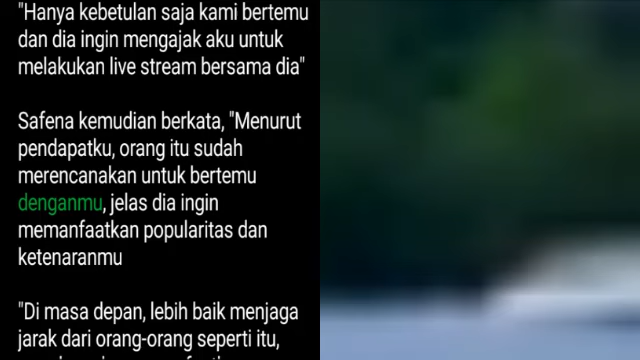 "Hanya kebetulan saja kami bertemu
dan dia ingin mengajak aku untuk
melakukan live stream bersama dia"
Safena kemudian berkata, "Menurut
pendapatku, orang itu sudah
merencanakan untuk bertemu
denganmu, jelas dia ingin
memanfaatkan popularitas dan
ketenaranmu
"Di masa depan, lebih baik menjaga
jarak dari orang-orang seperti itu,